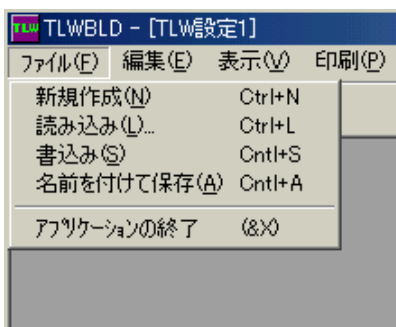 TLW TLWBLD - [TLW設定1]
ファイル(F) 編集(E) 表示(V) 印刷(P)
新規作成(N) Ctrl+N
読み込み(L)... Ctrl+L
書込み(S) Cntl+S
名前を付けて保存(A) Cntl+A
アプリケーションの終了 (&X)